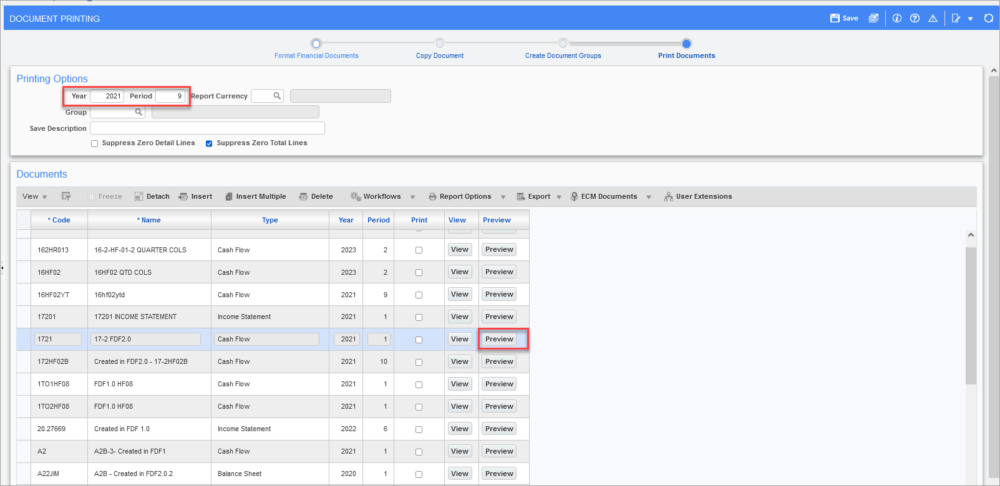 DOCUMENT PRINTING
Save
Format Financial Documents
Copy Document
Create Document Groups
Print Documents
Printing Options
Year 2021 Period 9 Report Currency
Group
Save Description
Suppress Zero Detail Lines Suppress Zero Total Lines
Documents
View Freeze Detach Insert Insert Multiple Delete Workflows Report Options Export ECM Documents User Extensions
* Code * Name Type Year Period Print View Preview
162HR013 16-2-HF-01-2 QUARTER COLS Cash Flow 2023 2 View Preview
16HF02 16HF02 QTD COLS Cash Flow 2023 2 View Preview
16HF02YT 16hf02ytd Cash Flow 2021 9 View Preview
17201 17201 INCOME STATEMENT Income Statement 2021 1 View Preview
1721 17-2 FDF2.0 Cash Flow 2021 1 View Preview
172HF02B Created in FDF2.0 - 17-2HF02B Cash Flow 2021 10 View Preview
1TO1HF08 FDF1.0 HF08 Cash Flow 2021 1 View Preview
1TO2HF08 FDF1.0 HF08 Cash Flow 2021 1 View Preview
20.27669 Created in FDF 1.0 Income Statement 2022 6 View Preview
A2 A2B-3- Created in FDF1 Cash Flow 2021 1 View Preview
A22JIM A2B - Created in FDF2.0.2 Balance Sheet 2020 1 View Preview